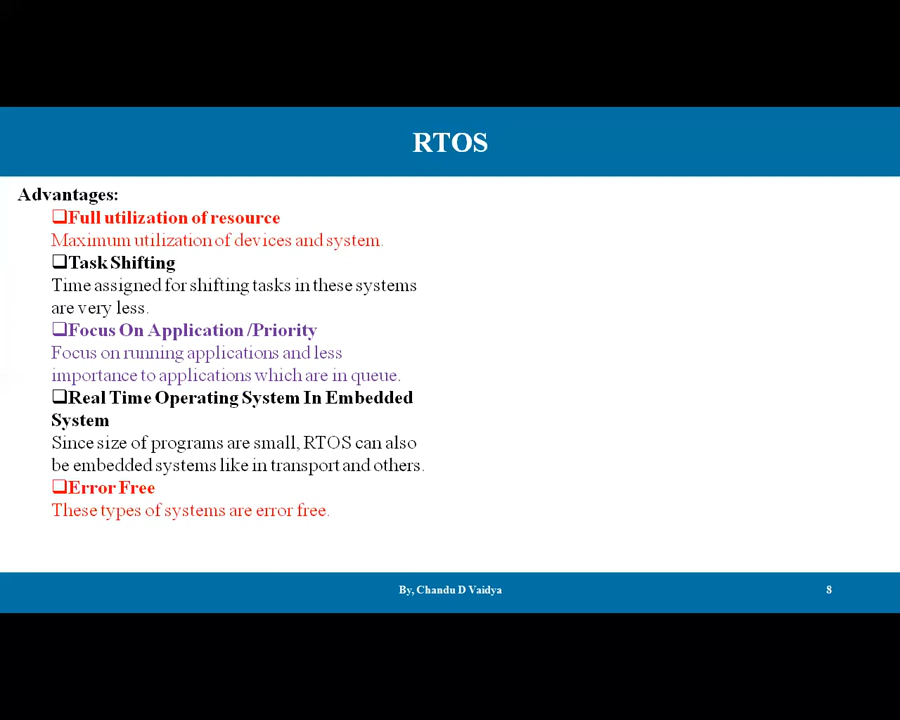 RTOS
Advantages:
❑Full utilization of resource
Maximum utilization of devices and system.
❑Task Shifting
Time assigned for shifting tasks in these systems
are very less.
❑Focus On Application /Priority
Focus on running applications and less
importance to applications which are in queue.
❑Real Time Operating System In Embedded
System
Since size of programs are small, RTOS can also
be embedded systems like in transport and others.
❑Error Free
These types of systems are error free.
By, Chandu D Vaidya
8